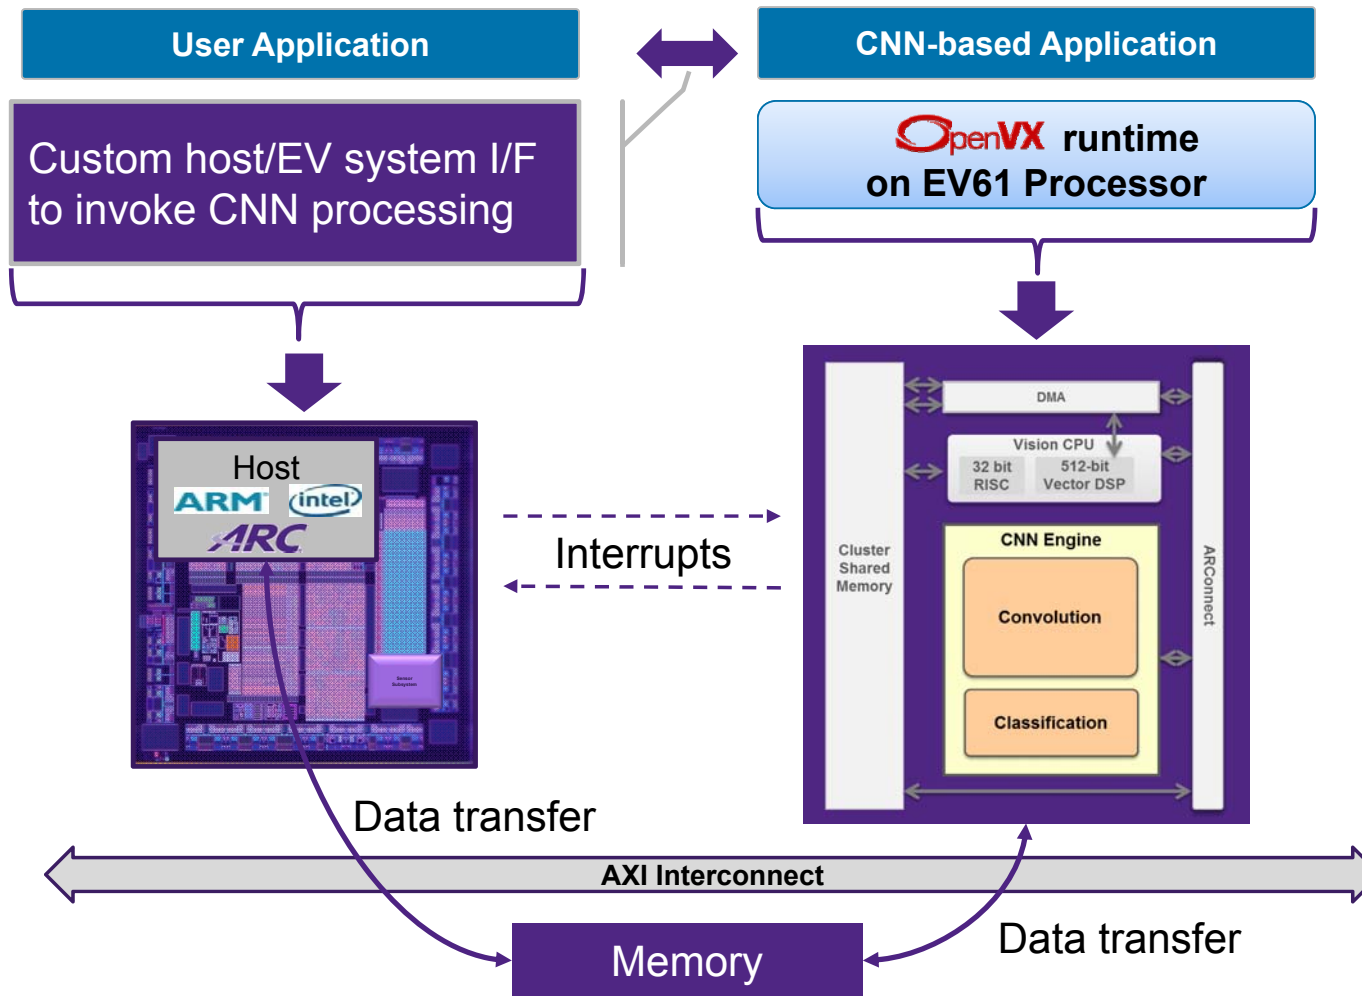 User Application
CNN-based Application
Custom host/EV system I/F
to invoke CNN processing
OpenVX runtime
on EV61 Processor
Host
ARM
intel
ARC
Sensor
Subsystem
Interrupts
DMA
Vision CPU
32 bit
RISC
512-bit
Vector DSP
Cluster
Shared
Memory
CNN Engine
Convolution
Classification
ARConnect
Data transfer
AXI Interconnect
Data transfer
Memory